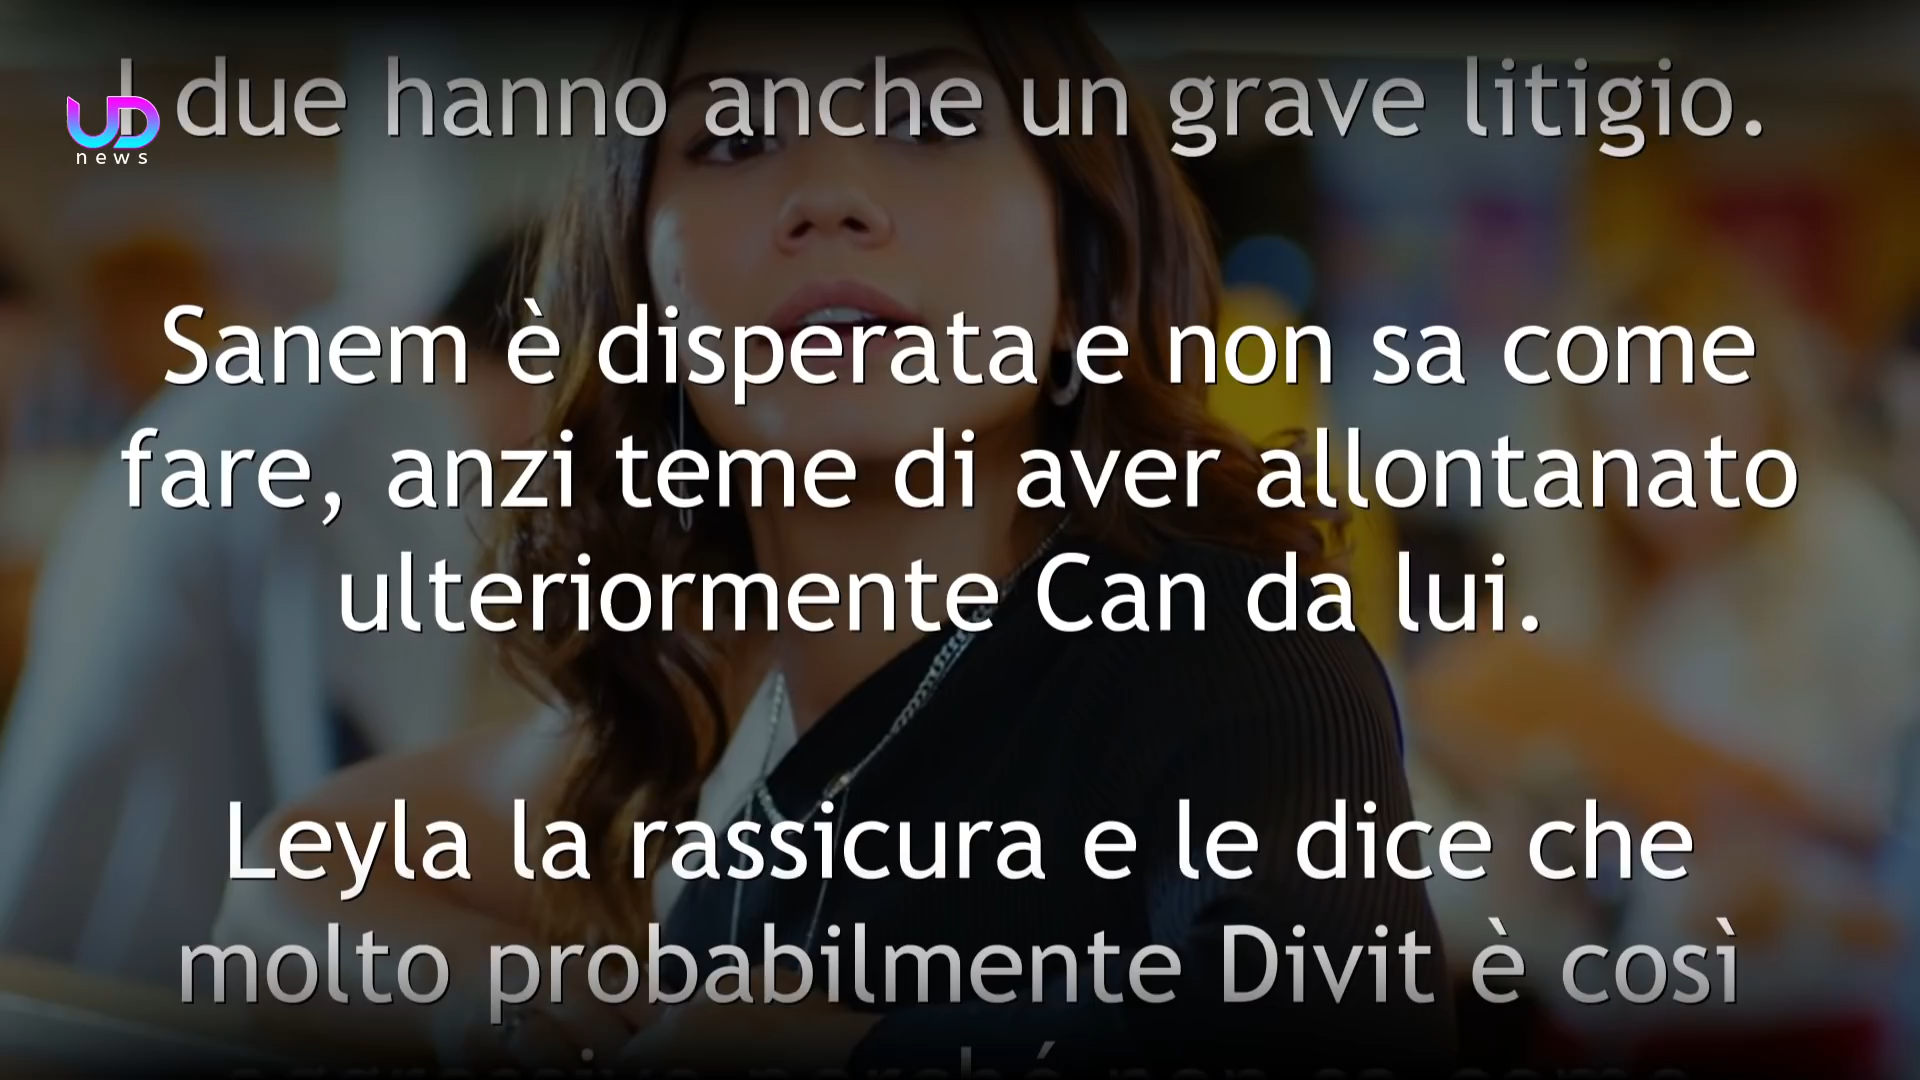 I due hanno anche un grave litigio.
UD
news
Sanem è disperata e non sa come
fare, anzi teme di aver allontanato
ulteriormente Can da lui.
Leyla la rassicura e le dice che
molto probabilmente Divit è così